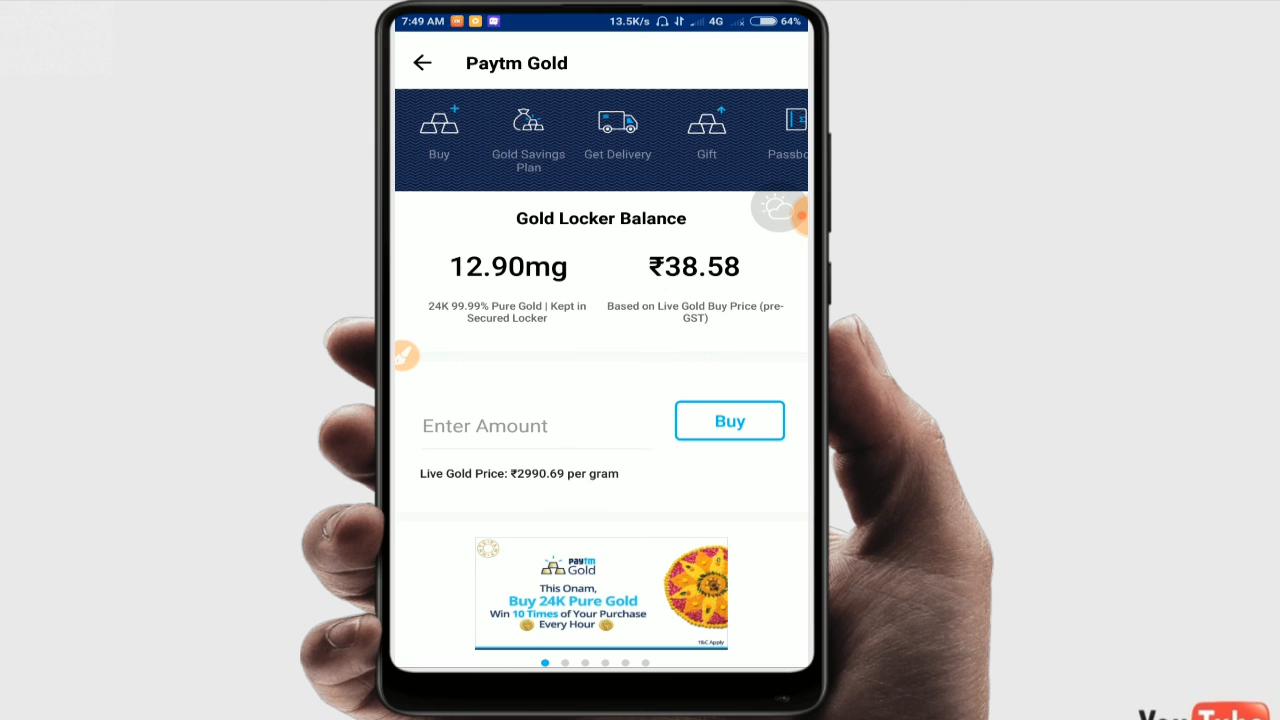 7:49 AM 13.5K/s 4G 64%
Paytm Gold
Buy Gold Savings Get Delivery Gift Passbo
Plan
Gold Locker Balance
12.90mg ₹38.58
24K 99.99% Pure Gold | Kept in Based on Live Gold Buy Price (pre-
Secured Locker GST)
Enter Amount Buy
Live Gold Price: ₹2990.69 per gram
paytm
Gold
This Onam,
Buy 24K Pure Gold
Win 10 Times of Your Purchase
Every Hour
T&C Apply
YouTube